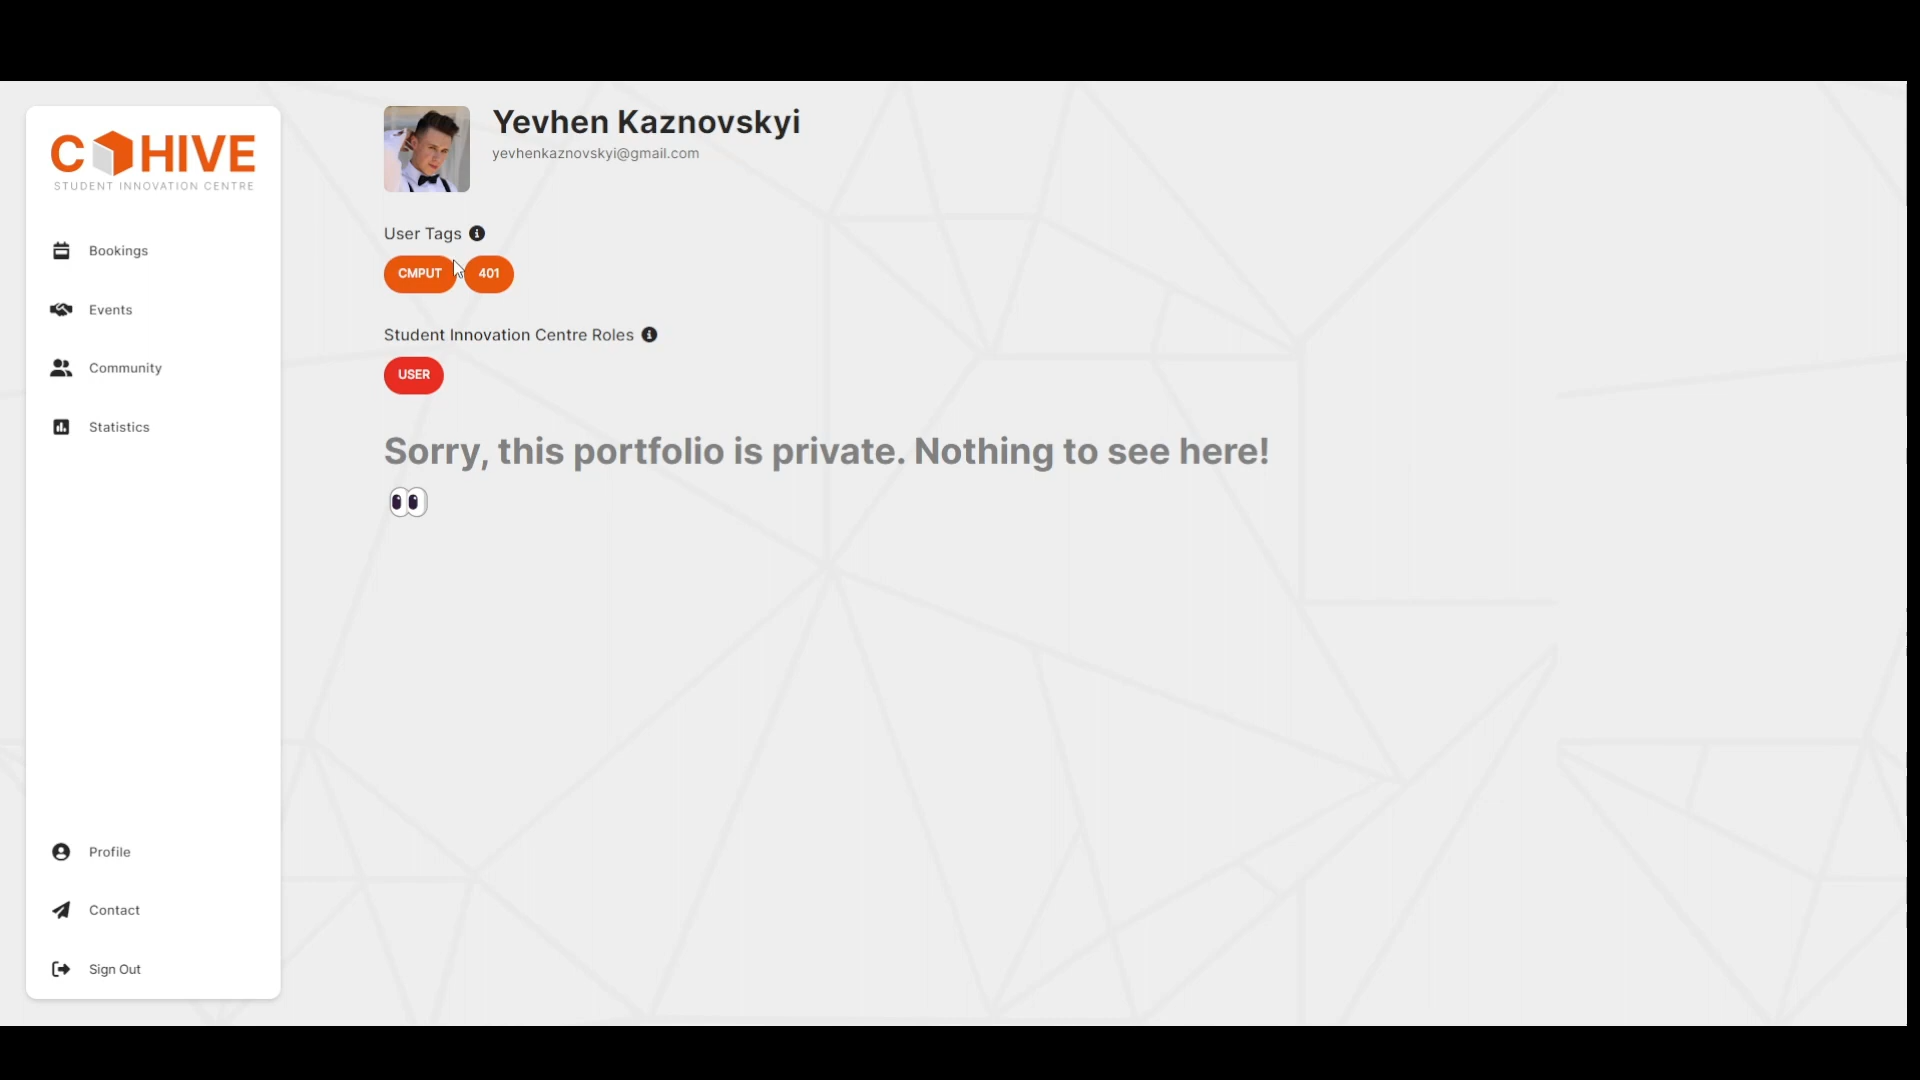 C HIVE
STUDENT INNOVATION CENTRE
Bookings
Events
Community
Statistics
Profile
Contact
Sign Out
Yevhen Kaznovskyi
yevhenkaznovskyi@gmail.com
User Tags
CMPUT
401
Student Innovation Centre Roles
USER
Sorry, this portfolio is private. Nothing to see here!
👀